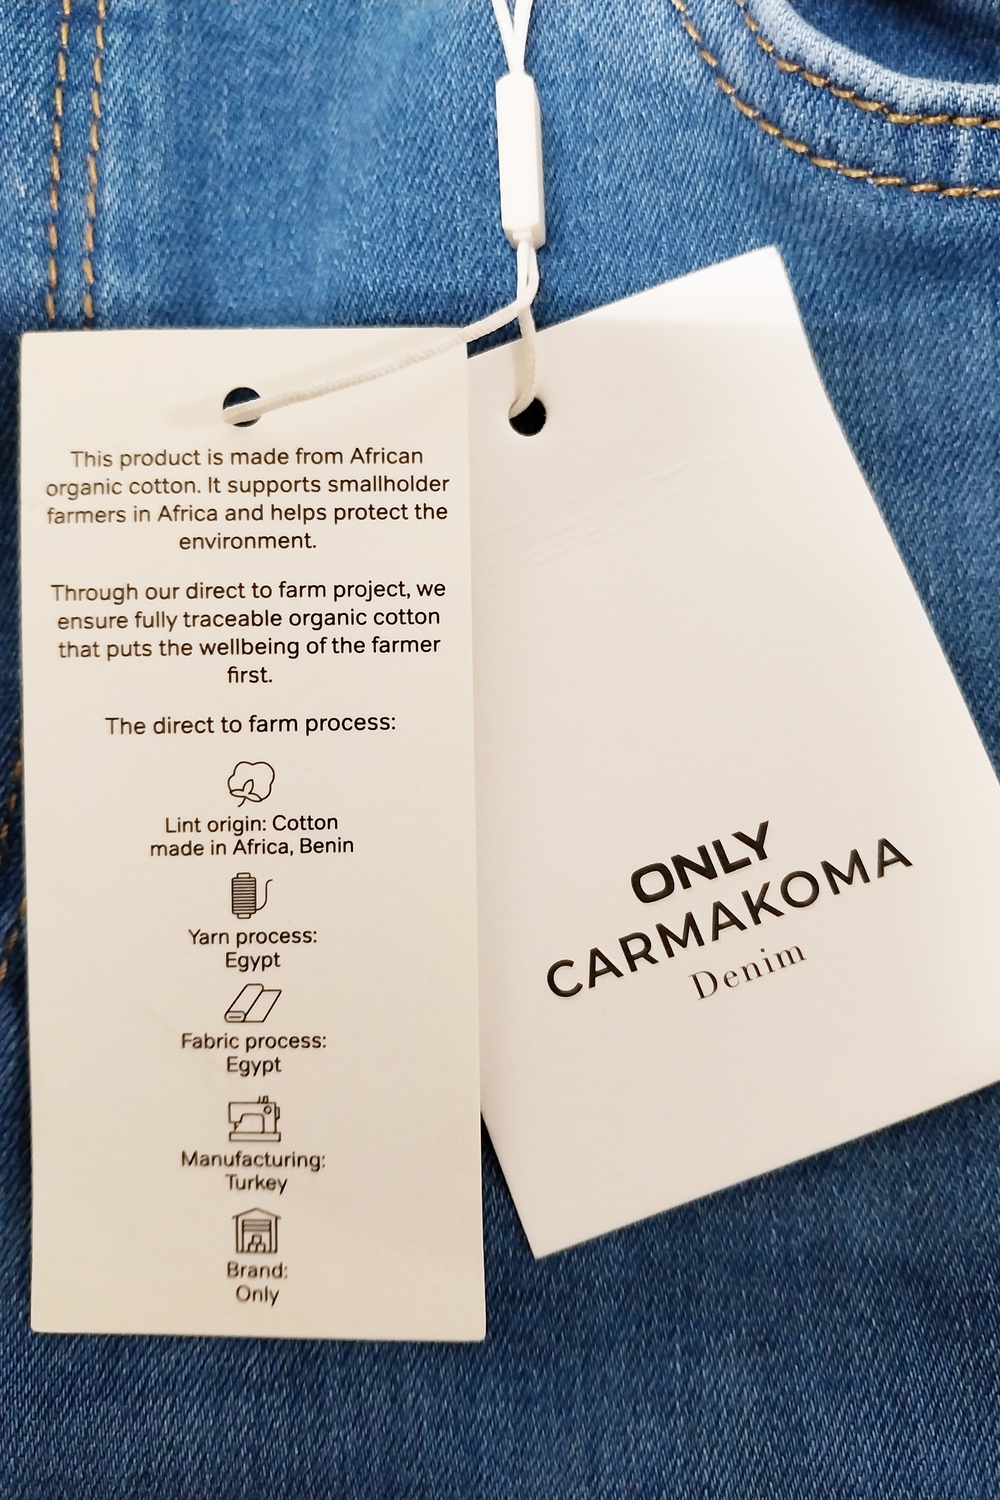 This product is made from African
organic cotton. It supports smallholder
farmers in Africa and helps protect the
environment.
Through our direct to farm project, we
ensure fully traceable organic cotton
that puts the wellbeing of the farmer
first.
The direct to farm process:
Lint origin: Cotton
made in Africa, Benin
Yarn process:
Egypt
Fabric process:
Egypt
Manufacturing:
Turkey
Brand:
Only
ONLY
CARMAKOMA
Denim